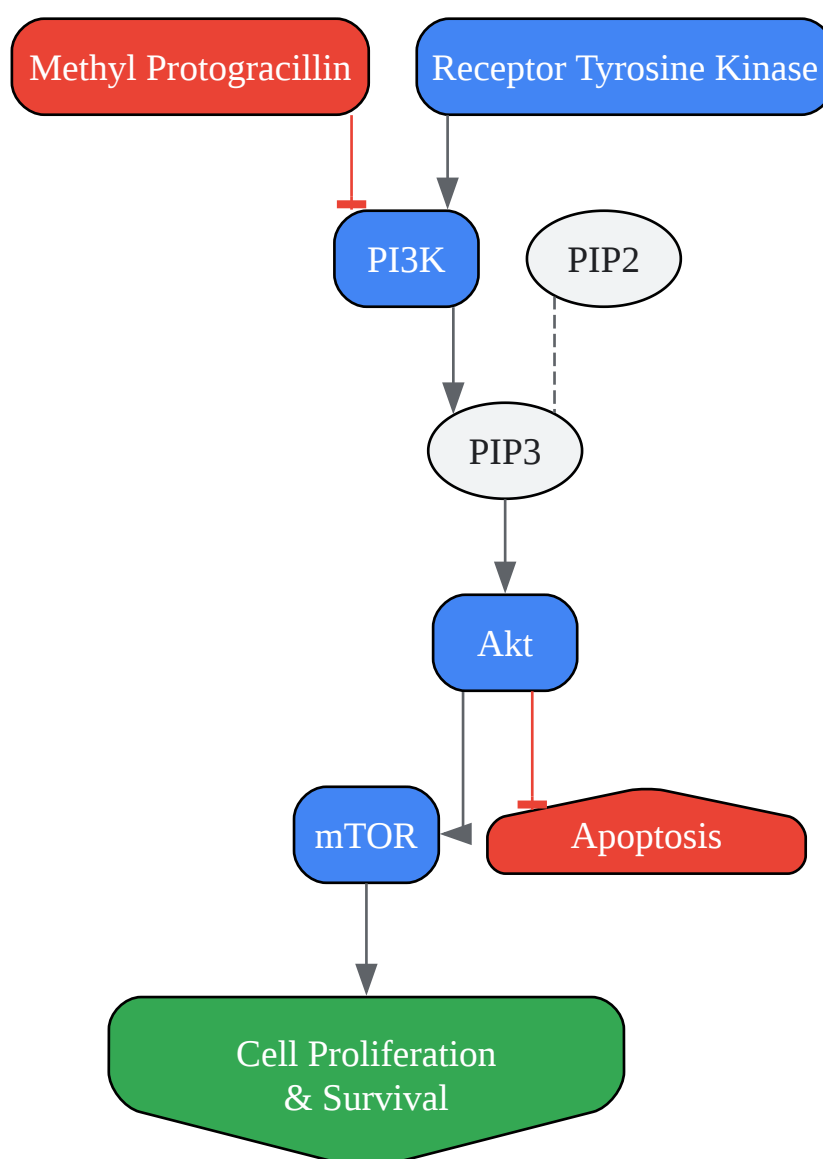 Methyl Protogracillin
Receptor Tyrosine Kinase
PI3K
PIP2
PIP3
Akt
mTOR
Apoptosis
Cell Proliferation
& Survival